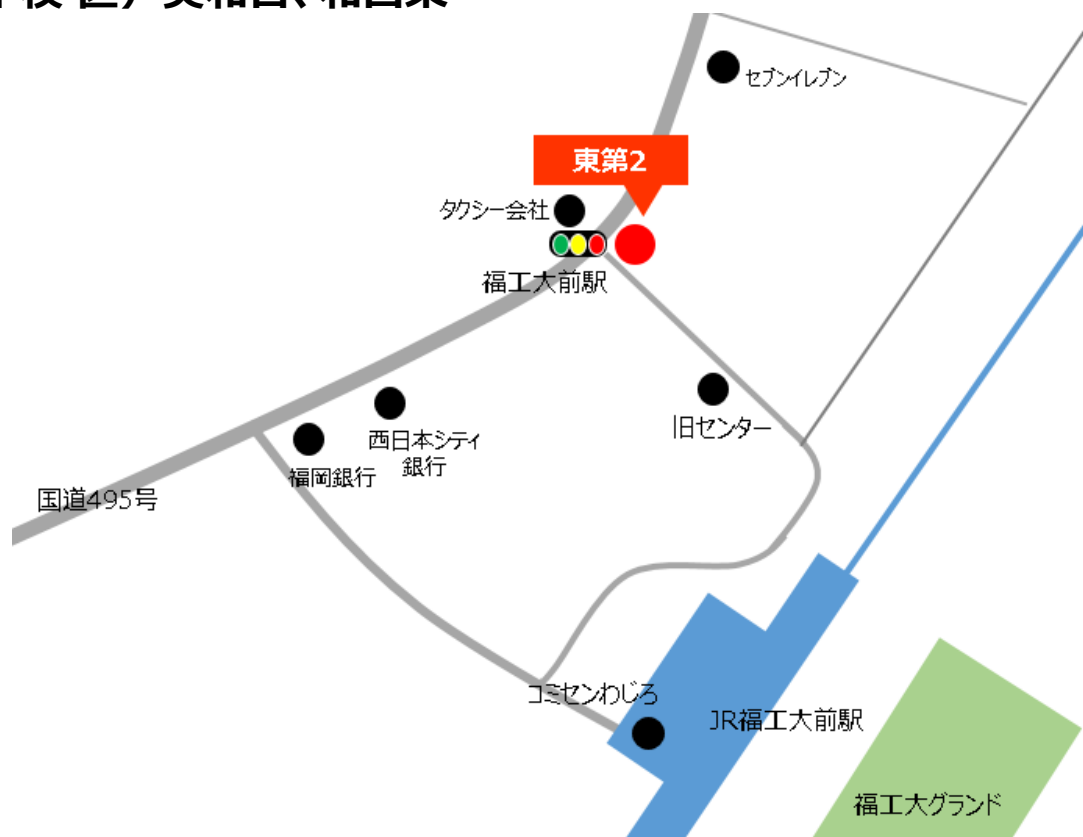 セブンイレブン
東第2
タクシー会社
福工大前駅
旧センター
西日本シティ
銀行
福岡銀行
国道495号
コミセンわじろ
JR福工大前駅
福工大グランド